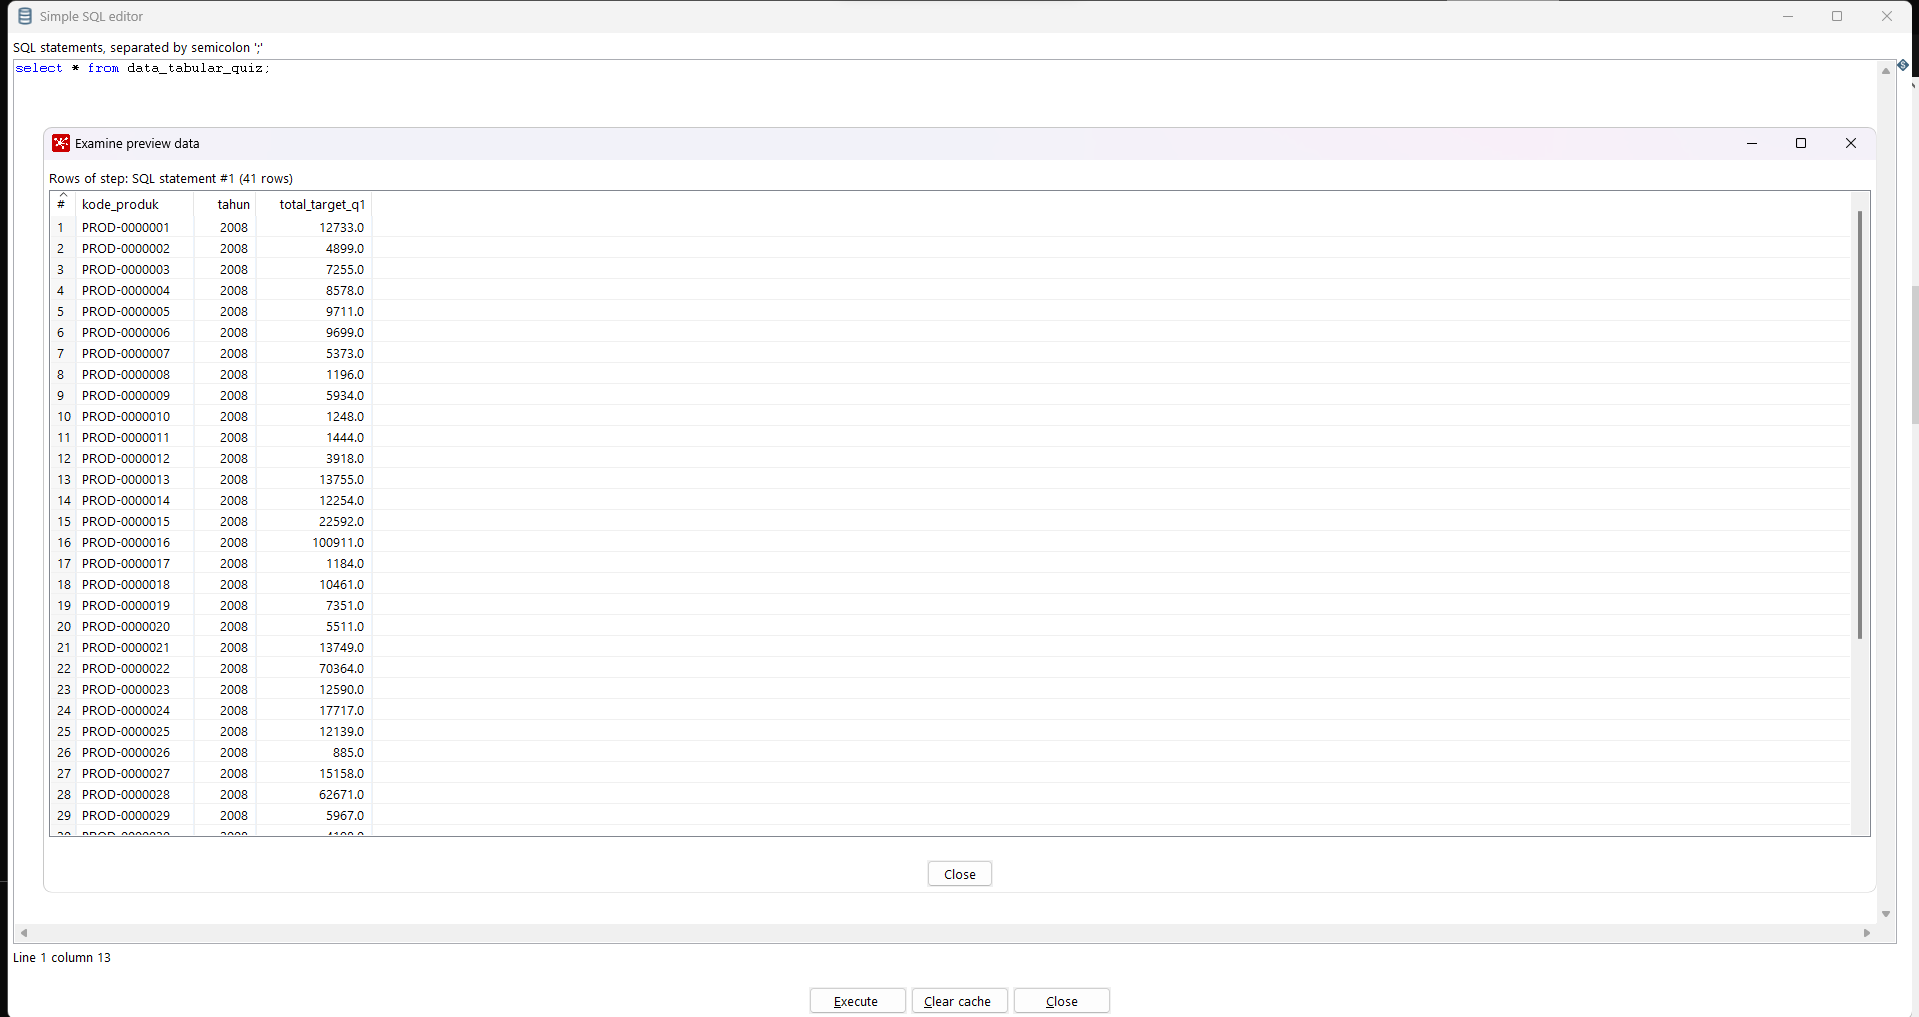 Simple SQL editor
SQL statements, separated by semicolon ';'
select * from data_tabular_quiz;
Examine preview data
Rows of step: SQL statement #1 (41 rows)
# kode_produk tahun total_target_q1
1 PROD-0000001 2008 12733.0
2 PROD-0000002 2008 4899.0
3 PROD-0000003 2008 7255.0
4 PROD-0000004 2008 8578.0
5 PROD-0000005 2008 9711.0
6 PROD-0000006 2008 9699.0
7 PROD-0000007 2008 5373.0
8 PROD-0000008 2008 1196.0
9 PROD-0000009 2008 5934.0
10 PROD-0000010 2008 1248.0
11 PROD-0000011 2008 1444.0
12 PROD-0000012 2008 3918.0
13 PROD-0000013 2008 13755.0
14 PROD-0000014 2008 12254.0
15 PROD-0000015 2008 22592.0
16 PROD-0000016 2008 100911.0
17 PROD-0000017 2008 1184.0
18 PROD-0000018 2008 10461.0
19 PROD-0000019 2008 7351.0
20 PROD-0000020 2008 5511.0
21 PROD-0000021 2008 13749.0
22 PROD-0000022 2008 70364.0
23 PROD-0000023 2008 12590.0
24 PROD-0000024 2008 17717.0
25 PROD-0000025 2008 12139.0
26 PROD-0000026 2008 885.0
27 PROD-0000027 2008 15158.0
28 PROD-0000028 2008 62671.0
29 PROD-0000029 2008 5967.0
Close
Line 1 column 13
Execute Clear cache Close